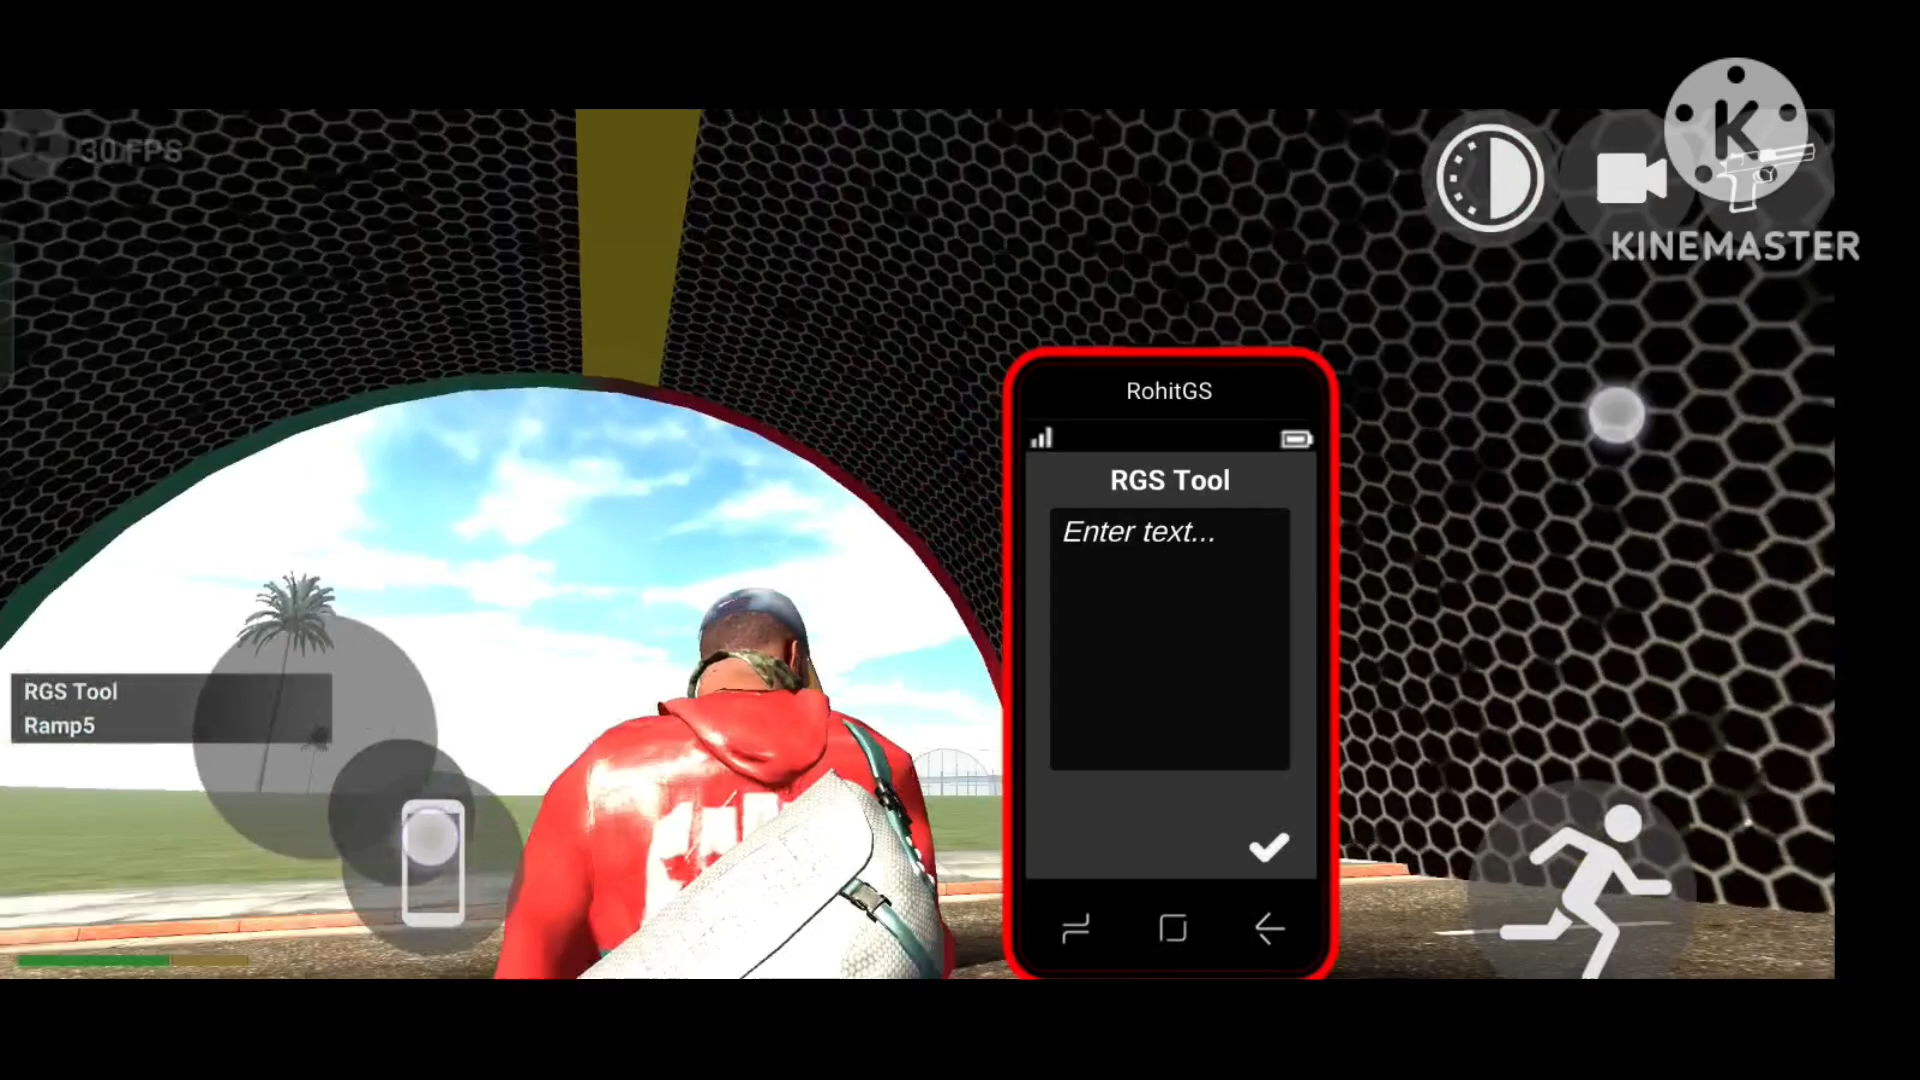 30 FPS
K
KINEMASTER
RohitGS
RGS Tool
Enter text...
RGS Tool
Ramp5